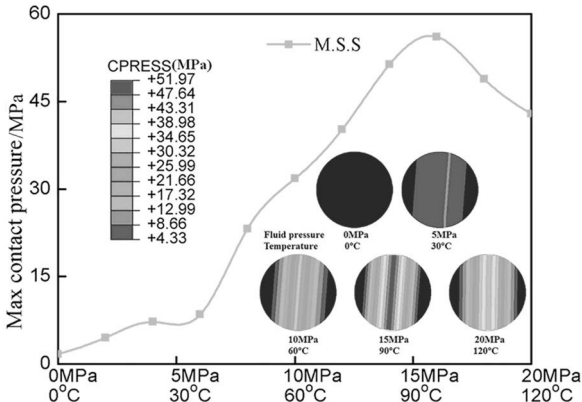 60
45
30
15
0
Max contact pressure/MPa
M.S.S
CPRESS(MPa)
+51.97
+47.64
+43.31
+38.98
+34.65
+30.32
+25.99
+21.66
+17.32
+12.99
+8.66
+4.33
Fluid pressure
Temperature
0MPa
0°C
5MPa
30°C
10MPa
60°C
15MPa
90°C
20MPa
120°C
0MPa 5MPa 10MPa 15MPa 20MPa
0°C 30°C 60°C 90°C 120°C